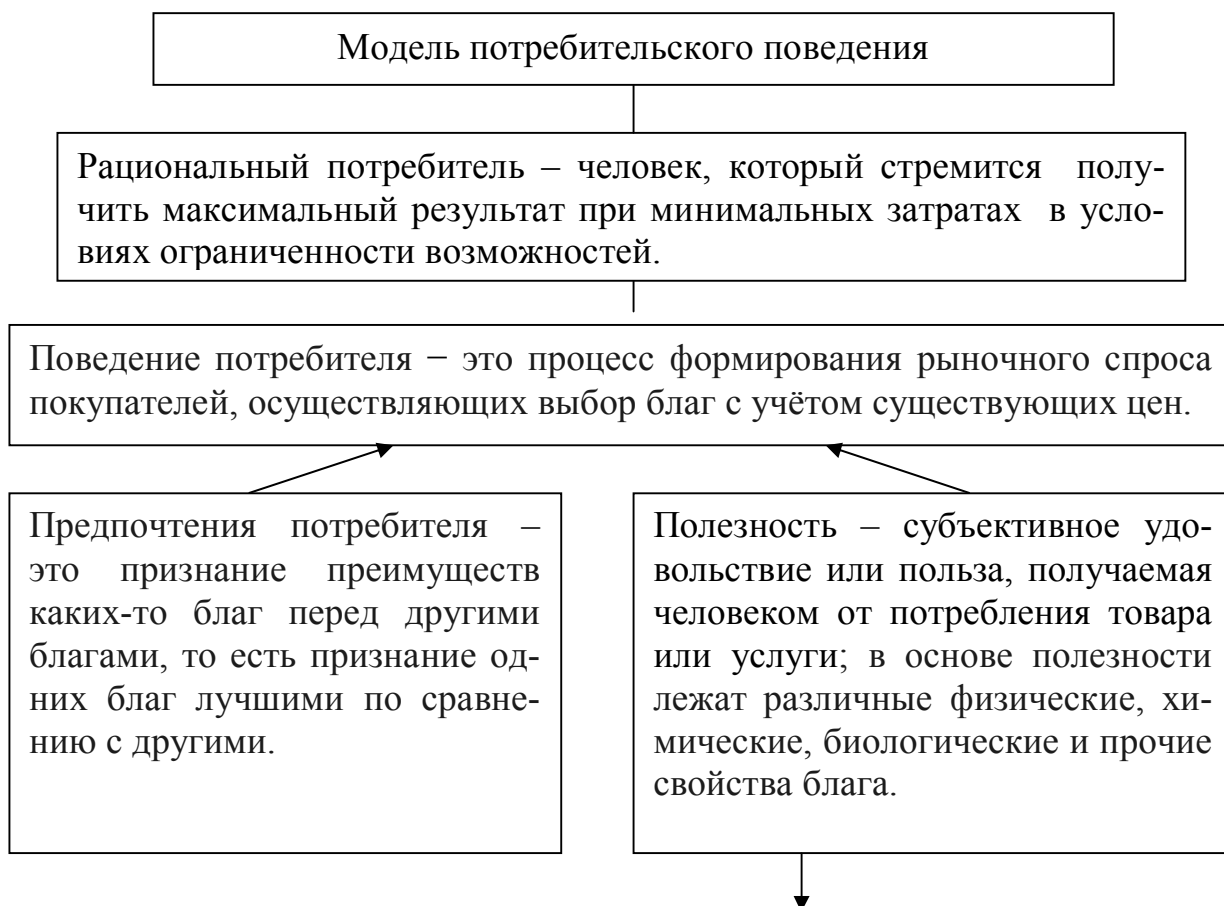 Модель потребительского поведения
Рациональный потребитель – человек, который стремится полу-
чить максимальный результат при минимальных затратах в усло-
виях ограниченности возможностей.
Поведение потребителя − это процесс формирования рыночного спроса
покупателей, осуществляющих выбор благ с учётом существующих цен.
Предпочтения потребителя –
это признание преимуществ
каких-то благ перед другими
благами, то есть признание од-
них благ лучшими по сравне-
нию с другими.
Полезность – субъективное удо-
вольствие или польза, получаемая
человеком от потребления товара
или услуги; в основе полезности
лежат различные физические, хи-
мические, биологические и прочие
свойства блага.